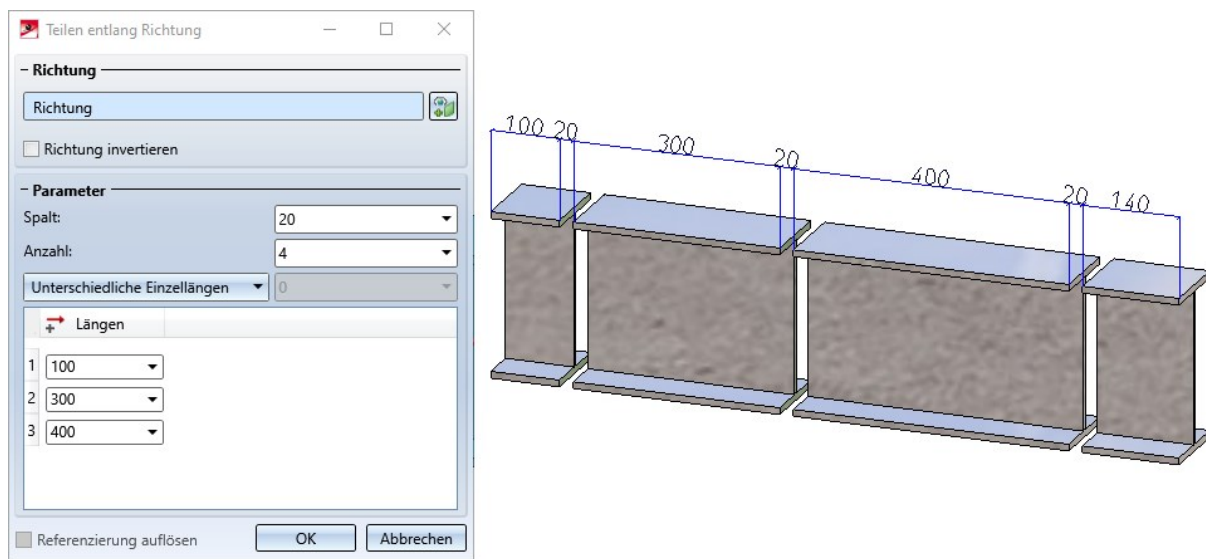 Teilen entlang Richtung
Richtung
Richtung
Richtung invertieren
Parameter
Spalt: 20
Anzahl: 4
Unterschiedliche Einzellängen 0
Längen
1 100
2 300
3 400
Referenzierung auflösen OK Abbrechen
100 20 300 20 400 20 140